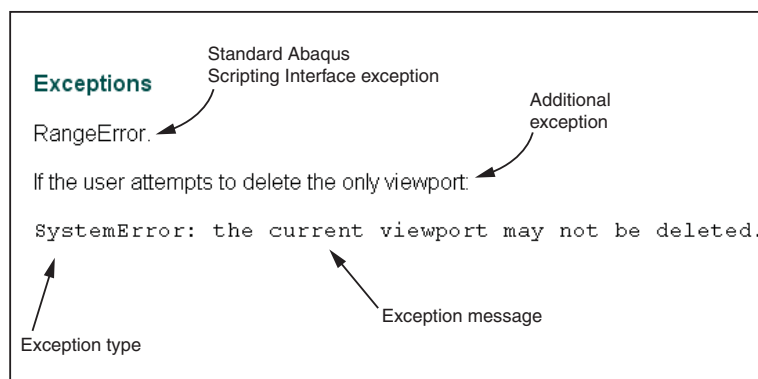 Standard Abaqus
Scripting Interface exception
Exceptions
Additional
exception
RangeError.
If the user attempts to delete the only viewport:
SystemError: the current viewport may not be deleted.
Exception message
Exception type